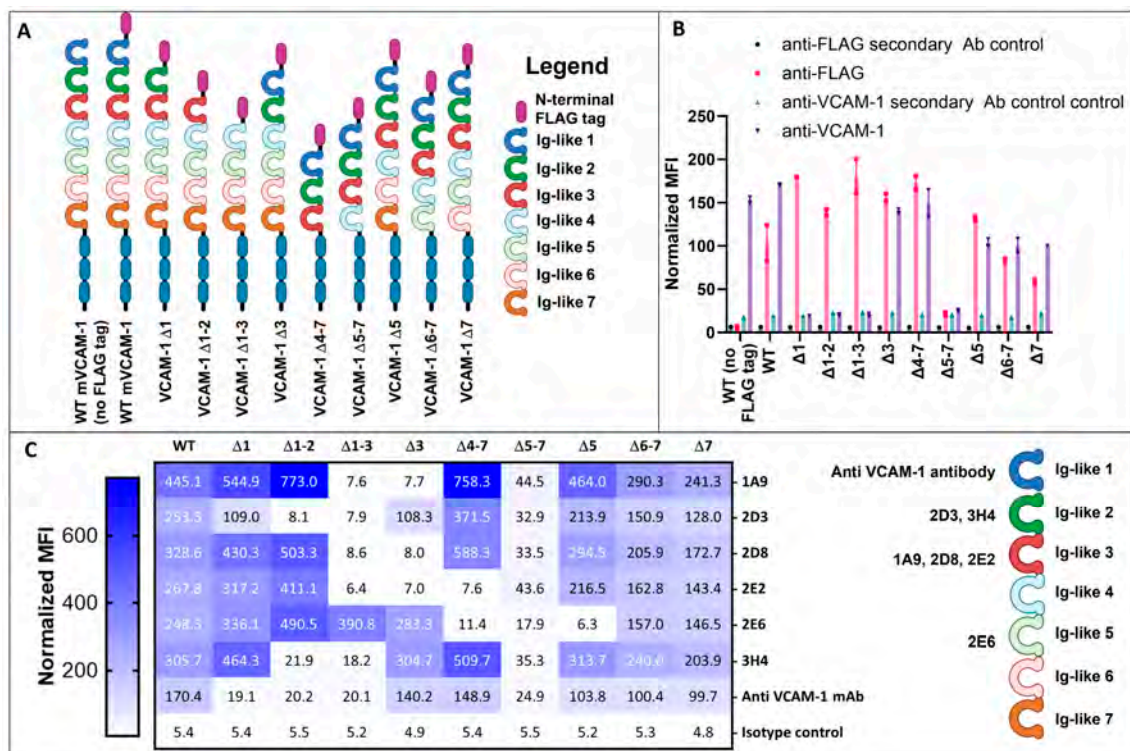 A
Legend
N-terminal
FLAG tag
Ig-like 1
Ig-like 2
Ig-like 3
Ig-like 4
Ig-like 5
Ig-like 6
Ig-like 7
WT mVCAM-1
(no FLAG tag)
WT mVCAM-1
VCAM-1 Δ1
VCAM-1 Δ1-2
VCAM-1 Δ1-3
VCAM-1 Δ3
VCAM-1 Δ4-7
VCAM-1 Δ5-7
VCAM-1 Δ5
VCAM-1 Δ6-7
VCAM-1 Δ7
B
anti-FLAG secondary Ab control
anti-FLAG
anti-VCAM-1 secondary Ab control control
anti-VCAM-1
Normalized MFI
250
200
150
100
50
0
WT (no
FLAG tag)
WT
Δ1
Δ1-2
Δ1-3
Δ3
Δ4-7
Δ5-7
Δ5
Δ6-7
Δ7
C
WT Δ1 Δ1-2 Δ1-3 Δ3 Δ4-7 Δ5-7 Δ5 Δ6-7 Δ7
445.1 544.9 773.0 7.6 7.7 758.3 44.5 464.0 290.3 241.3 1A9
253.3 109.0 8.1 7.9 108.3 371.5 32.9 213.9 150.9 128.0 2D3
328.6 430.3 503.3 8.6 8.0 588.3 33.5 294.5 205.9 172.7 2D8
267.8 317.2 411.1 6.4 7.0 7.6 43.6 216.5 162.8 143.4 2E2
248.3 336.1 490.5 390.8 283.3 11.4 17.9 6.3 157.0 146.5 2E6
305.7 464.3 21.9 18.2 304.7 509.7 35.3 313.7 240.0 203.9 3H4
170.4 19.1 20.2 20.1 140.2 148.9 24.9 103.8 100.4 99.7 Anti VCAM-1 mAb
5.4 5.4 5.5 5.2 4.9 5.4 5.5 5.2 5.3 4.8 Isotype control
Normalized MFI
600
400
200
Anti VCAM-1 antibody Ig-like 1
2D3, 3H4 Ig-like 2
1A9, 2D8, 2E2 Ig-like 3
Ig-like 4
2E6 Ig-like 5
Ig-like 6
Ig-like 7